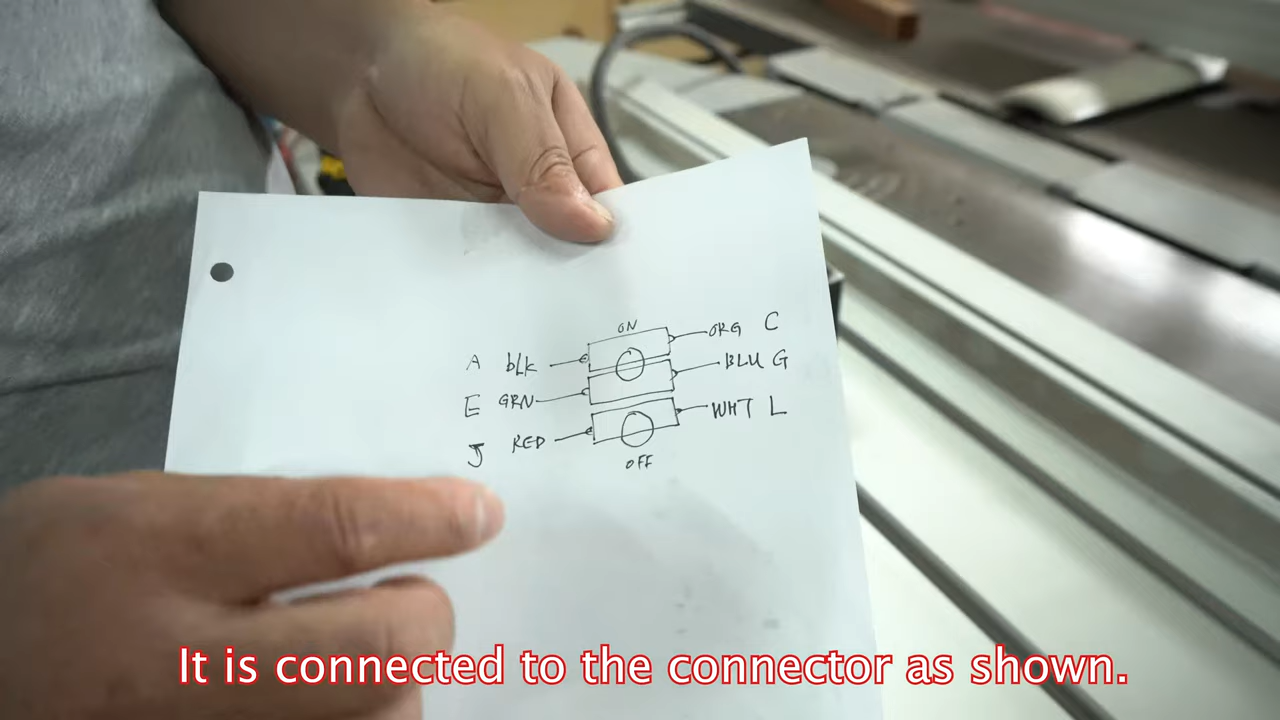 ON
A blk ORG C
E GRN BLU G
J RED WHT L
OFF
It is connected to the connector as shown.